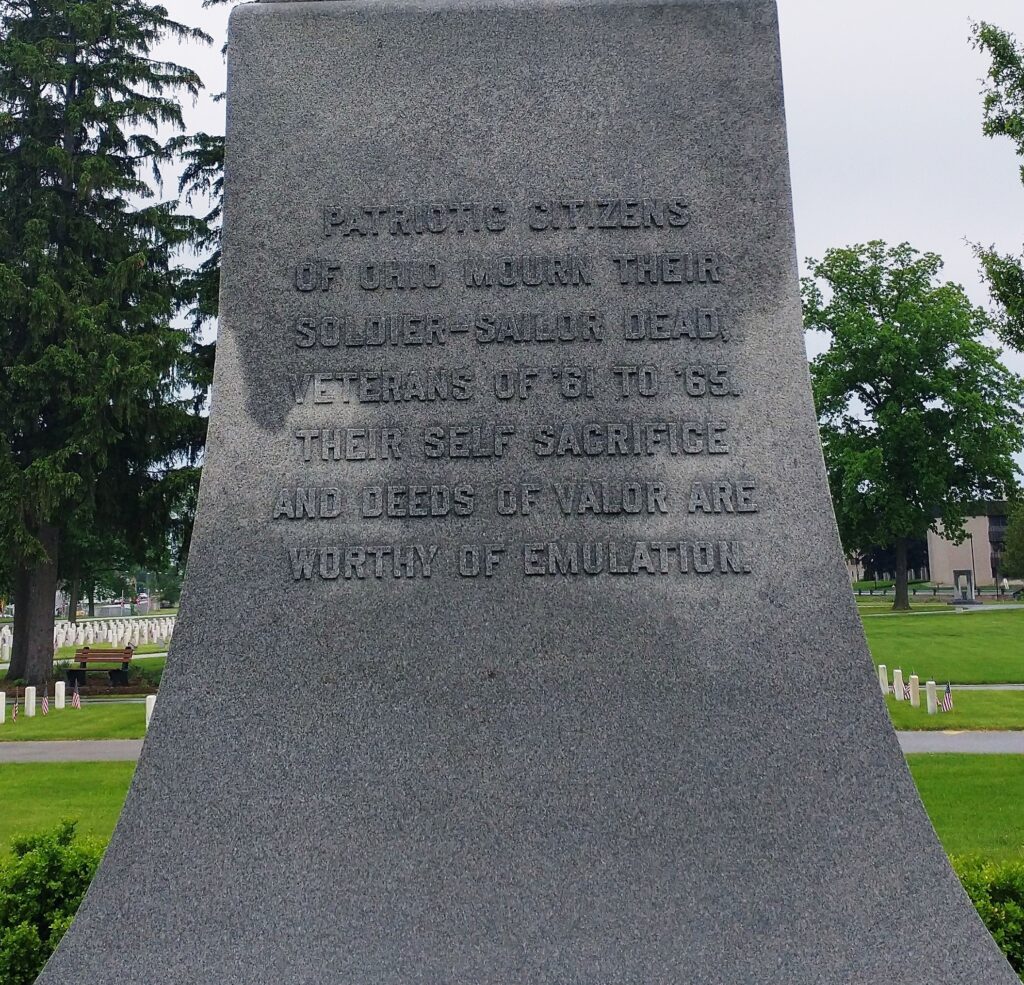 PATRIOTIC CITIZENS
OF OHIO MOURN THEIR
SOLDIER-SAILOR DEAD,
VETERANS OF '61 TO '65.
THEIR SELF SACRIFICE
AND DEEDS OF VALOR ARE
WORTHY OF EMULATION.